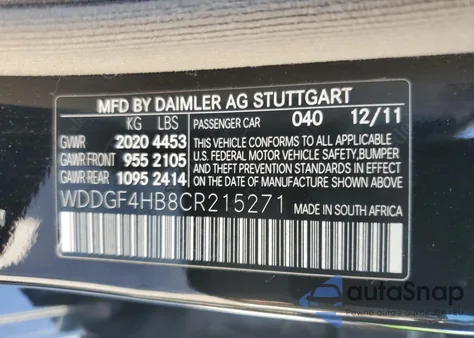 MFD BY DAIMLER AG STUTTGART
KG LBS PASSENGER CAR 040 12/11
GVWR 2020 4453
GAWR FRONT 955 2105
GAWR REAR 1095 2414
THIS VEHICLE CONFORMS TO ALL APPLICABLE
U.S. FEDERAL MOTOR VEHICLE SAFETY, BUMPER
AND THEFT PREVENTION STANDARDS IN EFFECT
ON THE DATE OF MANUFACTURE SHOWN ABOVE.
WDDGF4HB8CR215271
MADE IN SOUTH AFRICA
autoSnap